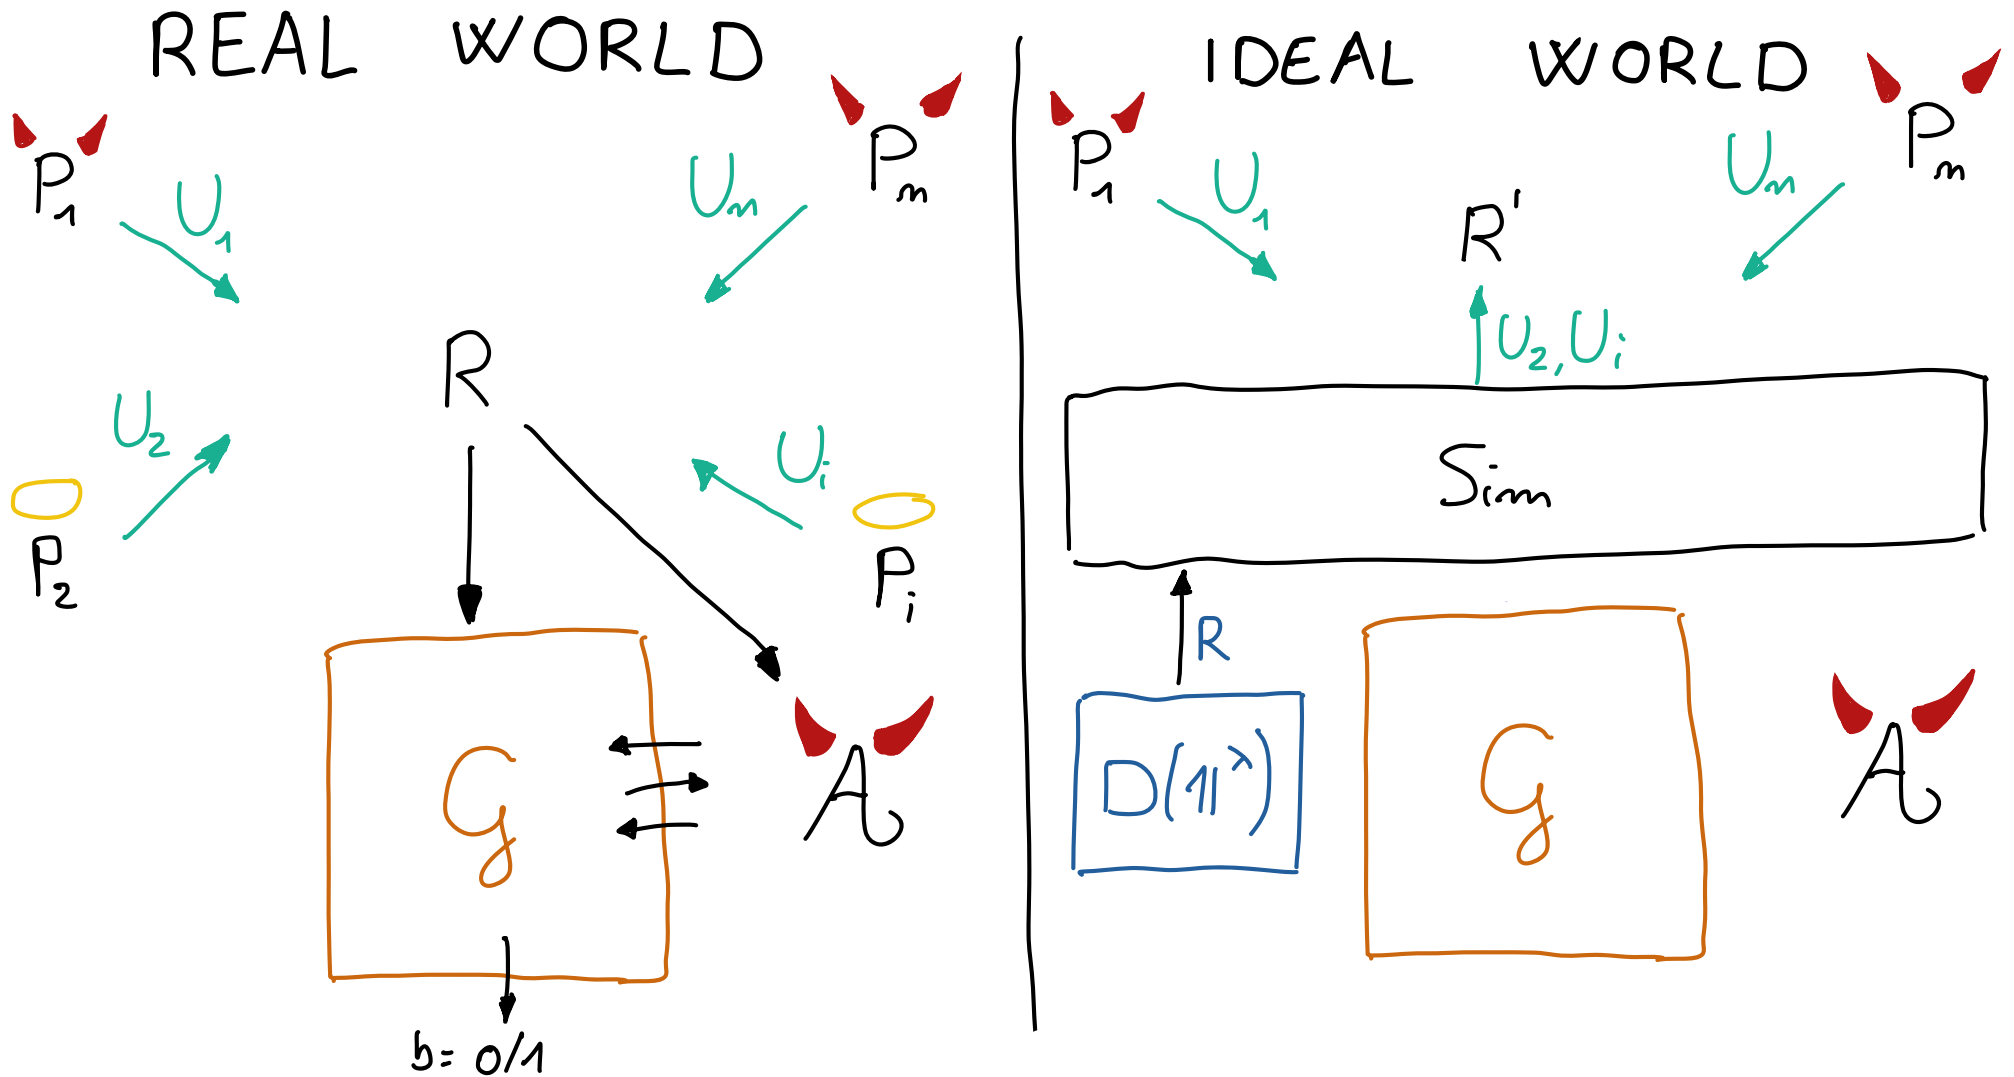 REAL WORLD
P1
U1
Um
Pm
R
U2
P2
Ui
Pi
G
A
b= 0/1
IDEAL WORLD
P1
U1
R'
Um
Pm
U2, Ui
Sim
R
D(1λ)
G
A